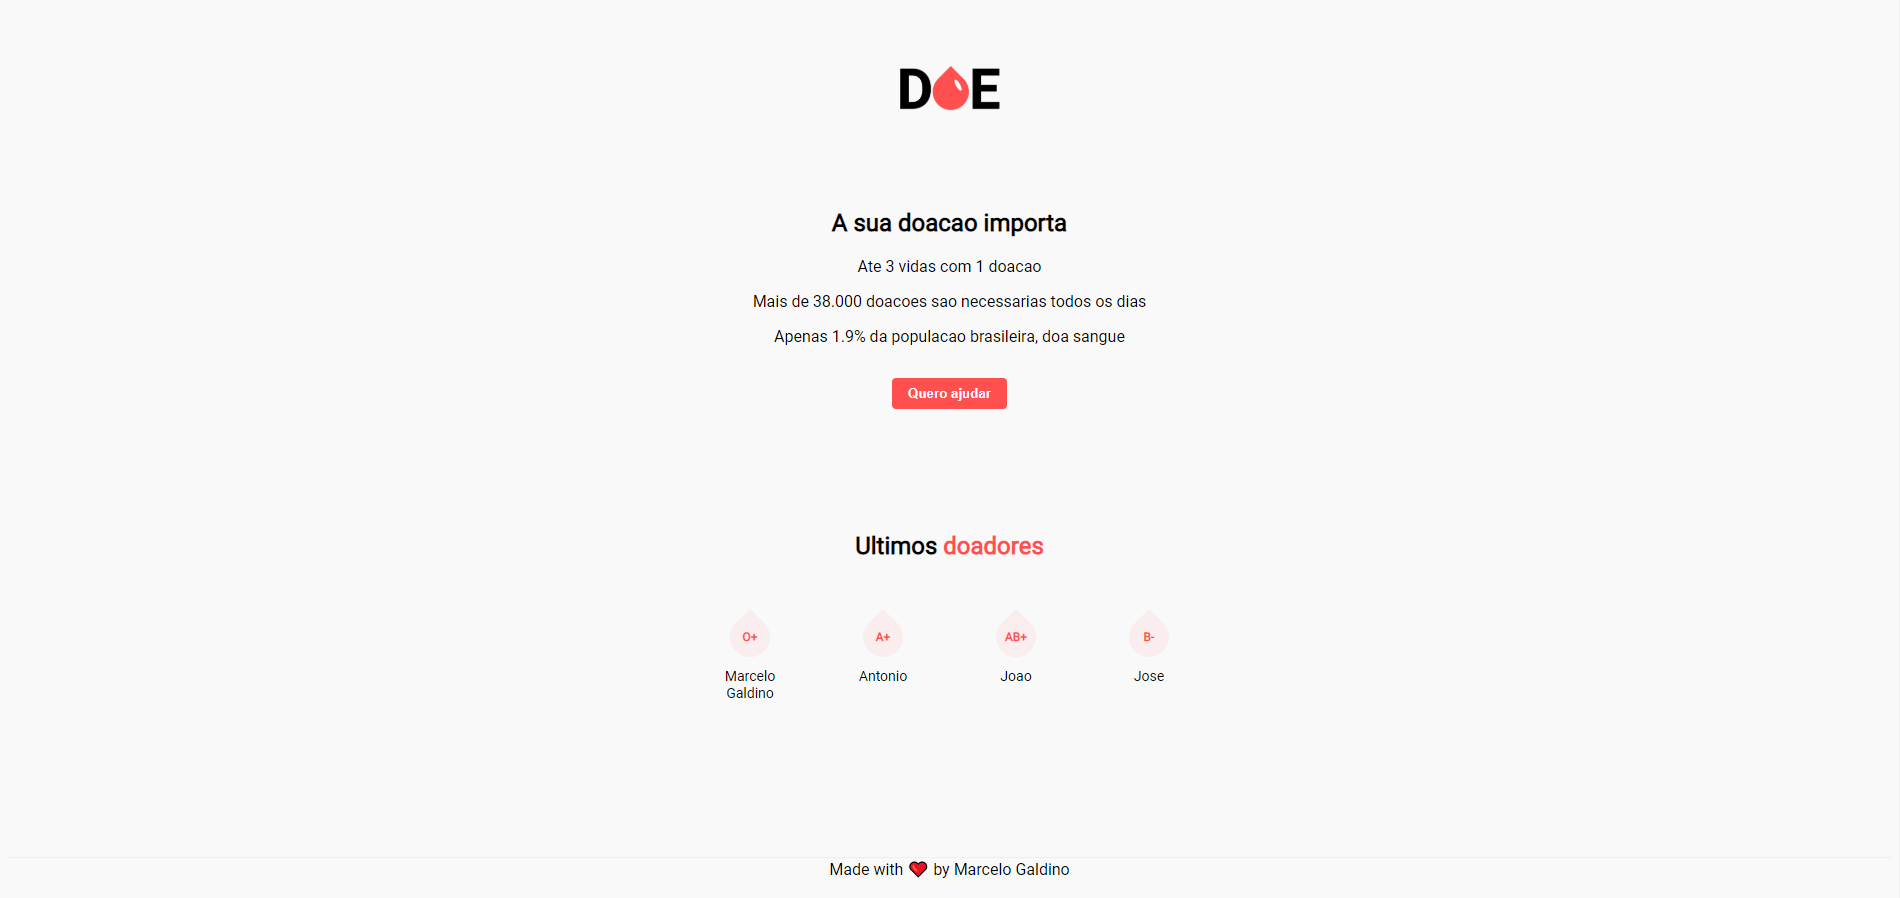 DOE
A sua doacao importa
Ate 3 vidas com 1 doacao
Mais de 38.000 doacoes sao necessarias todos os dias
Apenas 1.9% da populacao brasileira, doa sangue
Quero ajudar
Ultimos doadores
O+
Marcelo
Galdino
A+
Antonio
AB+
Joao
B-
Jose
Made with ❤ by Marcelo Galdino